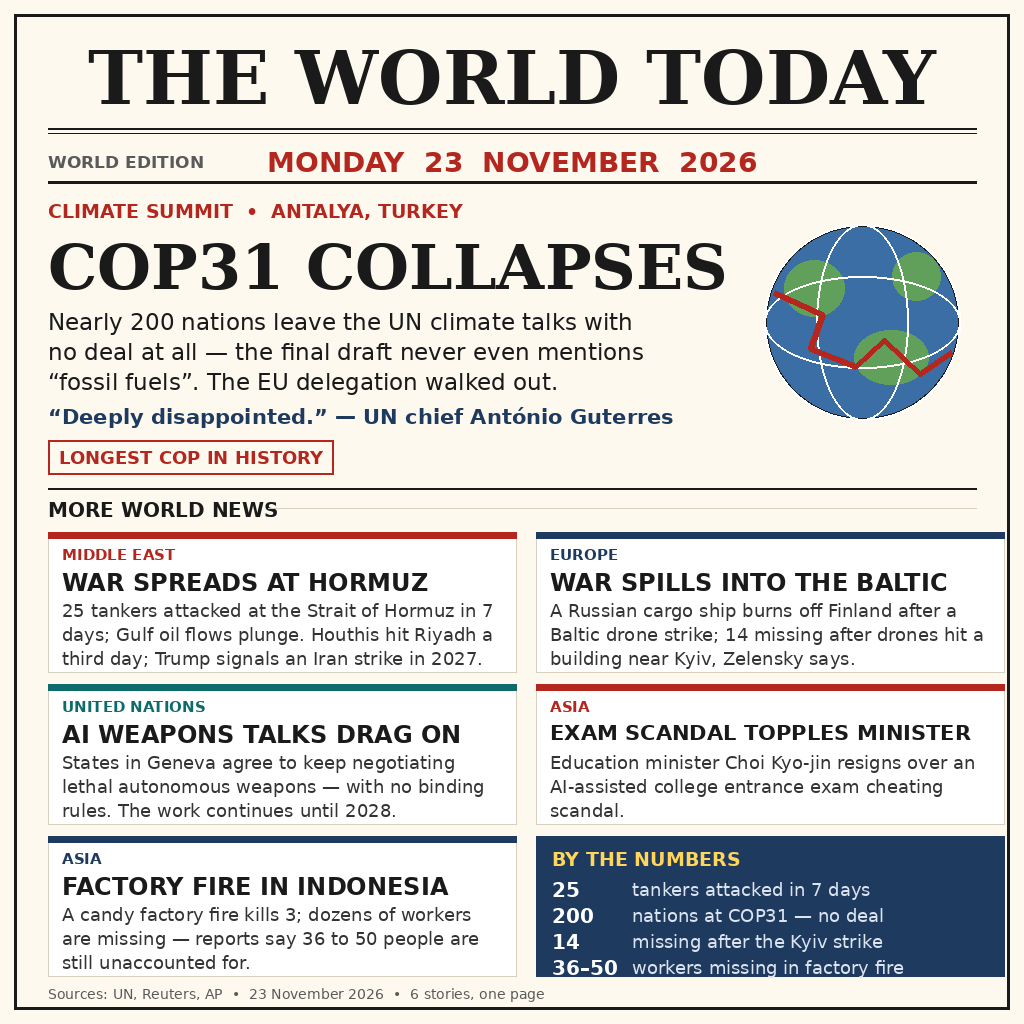 THE WORLD TODAY
WORLD EDITION
MONDAY 23 NOVEMBER 2026
CLIMATE SUMMIT • ANTALYA, TURKEY
COP31 COLLAPSES
Nearly 200 nations leave the UN climate talks with
no deal at all — the final draft never even mentions
“fossil fuels”. The EU delegation walked out.
“Deeply disappointed.” — UN chief António Guterres
LONGEST COP IN HISTORY
MORE WORLD NEWS
MIDDLE EAST
WAR SPREADS AT HORMUZ
25 tankers attacked at the Strait of Hormuz in 7
days; Gulf oil flows plunge. Houthis hit Riyadh a
third day; Trump signals an Iran strike in 2027.
EUROPE
WAR SPILLS INTO THE BALTIC
A Russian cargo ship burns off Finland after a
Baltic drone strike; 14 missing after drones hit a
building near Kyiv, Zelensky says.
UNITED NATIONS
AI WEAPONS TALKS DRAG ON
States in Geneva agree to keep negotiating
lethal autonomous weapons — with no binding
rules. The work continues until 2028.
ASIA
EXAM SCANDAL TOPPLES MINISTER
Education minister Choi Kyo-jin resigns over an
AI-assisted college entrance exam cheating
scandal.
ASIA
FACTORY FIRE IN INDONESIA
A candy factory fire kills 3; dozens of workers
are missing — reports say 36 to 50 people are
still unaccounted for.
BY THE NUMBERS
25 tankers attacked in 7 days
200 nations at COP31 — no deal
14 missing after the Kyiv strike
36–50 workers missing in factory fire
Sources: UN, Reuters, AP • 23 November 2026 • 6 stories, one page